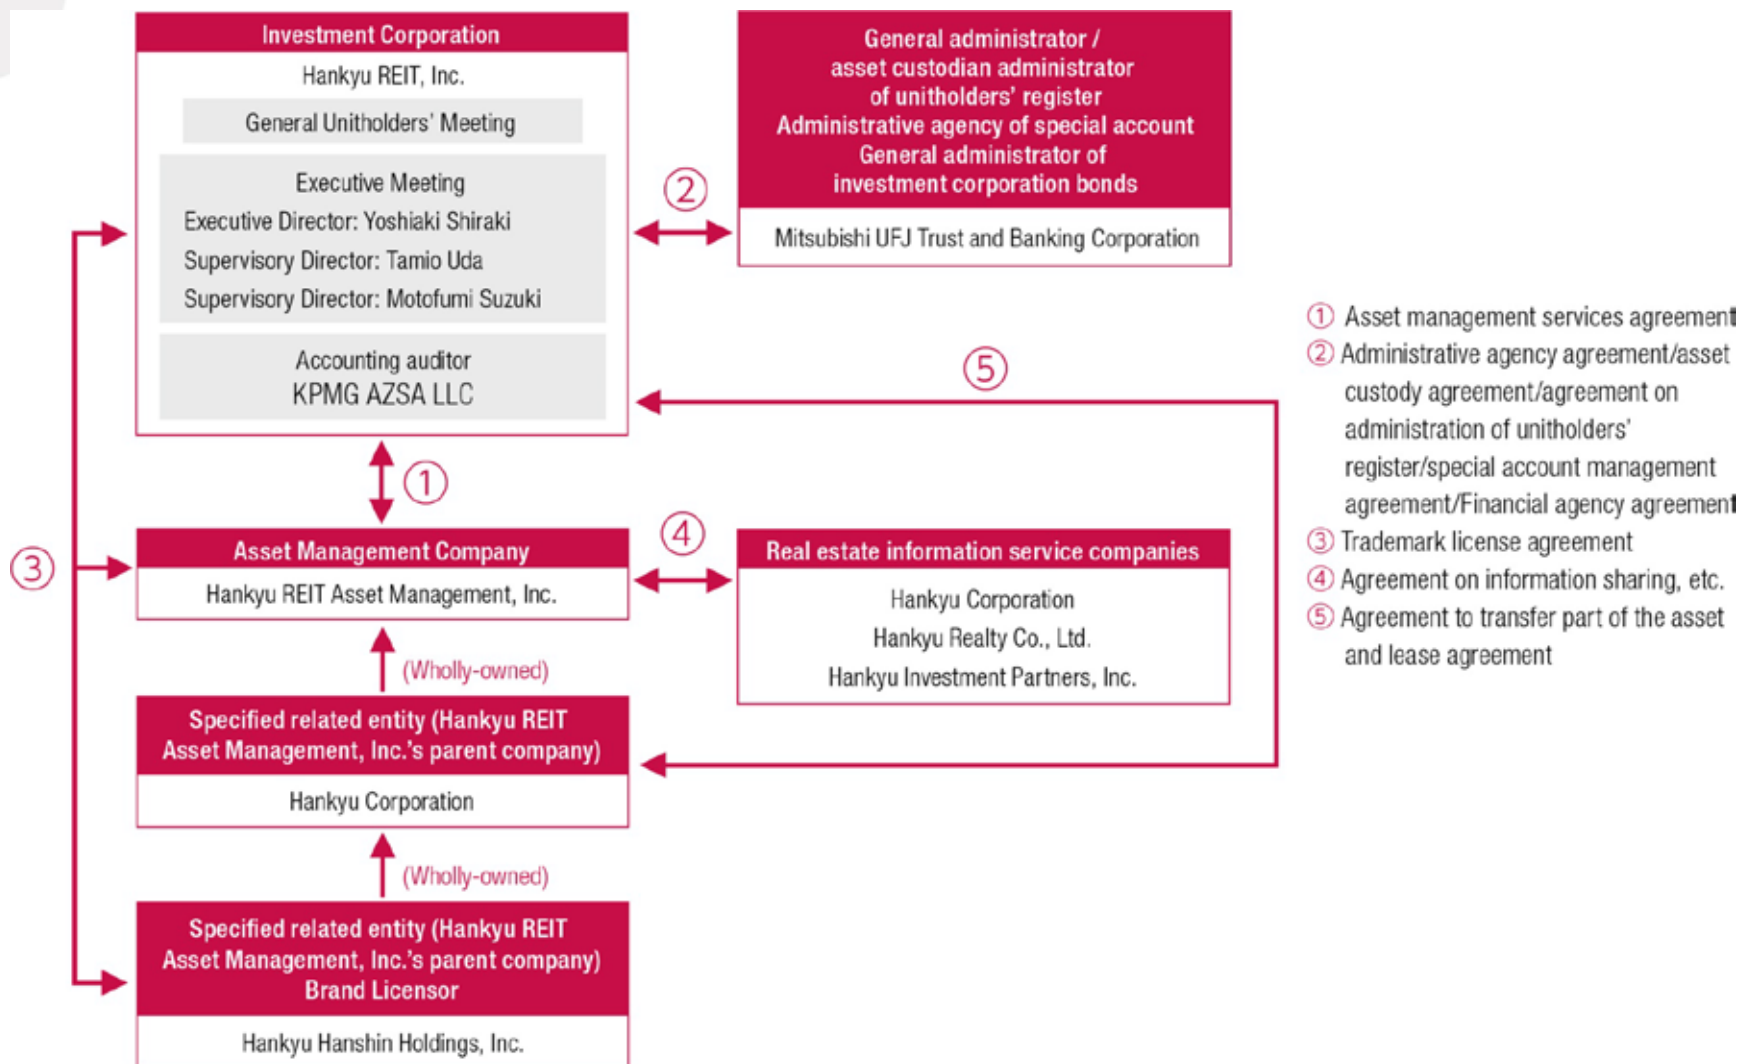 Investment Corporation
Hankyu REIT, Inc.
General Unitholders' Meeting
Executive Meeting
Executive Director: Yoshiaki Shiraki
Supervisory Director: Tamio Uda
Supervisory Director: Motofumi Suzuki
Accounting auditor
KPMG AZSA LLC
②
General administrator /
asset custodian administrator
of unitholders' register
Administrative agency of special account
General administrator of
investment corporation bonds
Mitsubishi UFJ Trust and Banking Corporation
⑤
①
③
Asset Management Company
Hankyu REIT Asset Management, Inc.
④
Real estate information service companies
Hankyu Corporation
Hankyu Realty Co., Ltd.
Hankyu Investment Partners, Inc.
(Wholly-owned)
Specified related entity (Hankyu REIT
Asset Management, Inc.'s parent company)
Hankyu Corporation
(Wholly-owned)
Specified related entity (Hankyu REIT
Asset Management, Inc.'s parent company)
Brand Licensor
Hankyu Hanshin Holdings, Inc.
① Asset management services agreement
② Administrative agency agreement/asset
custody agreement/agreement on
administration of unitholders'
register/special account management
agreement/Financial agency agreement
③ Trademark license agreement
④ Agreement on information sharing, etc.
⑤ Agreement to transfer part of the asset
and lease agreement